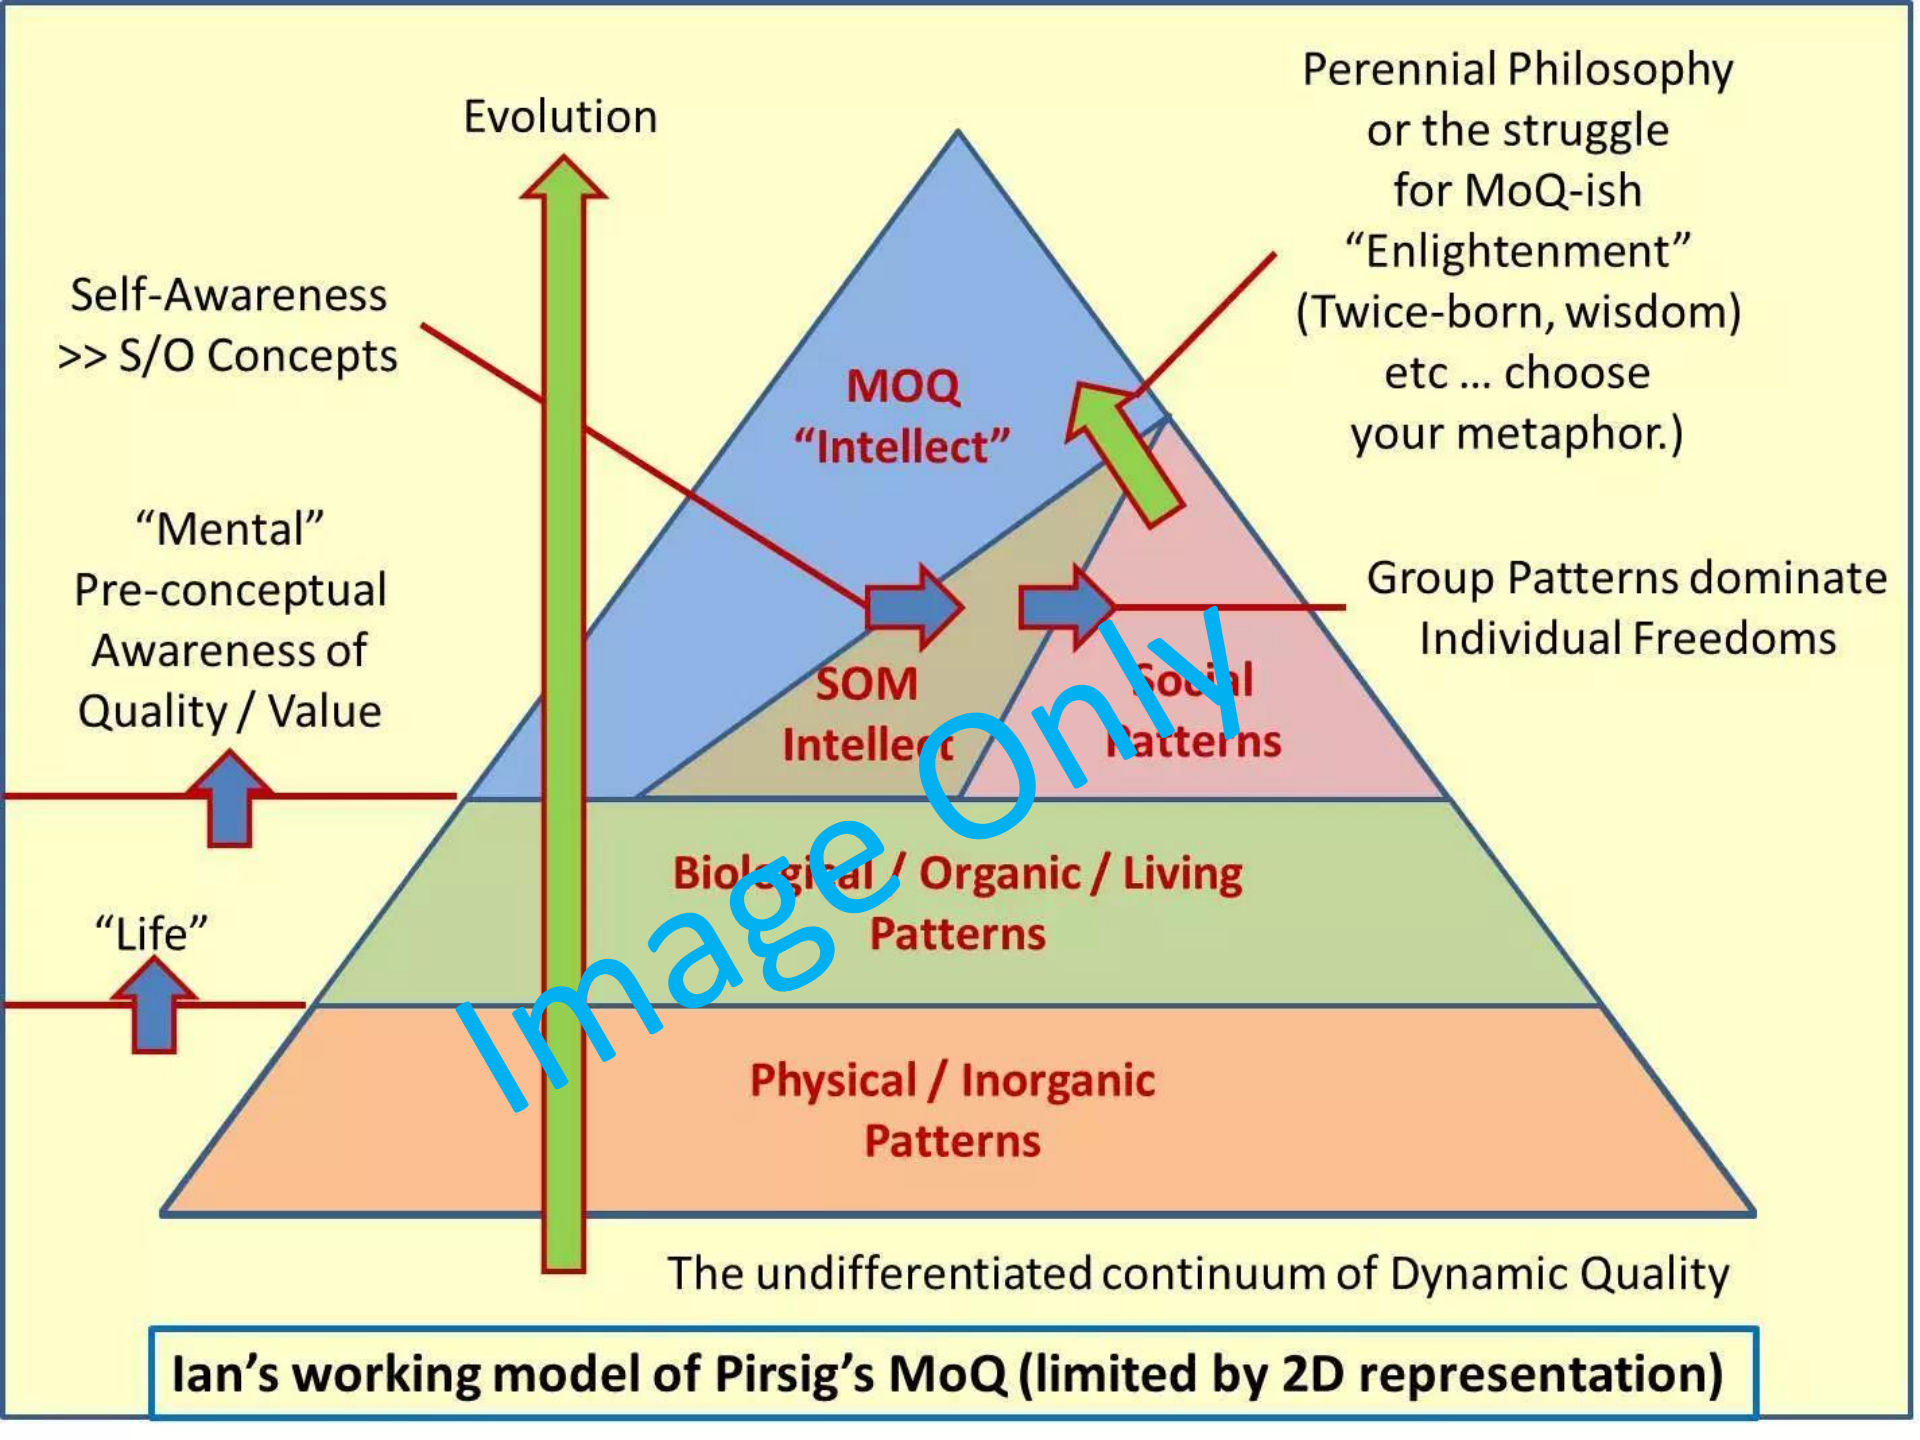 Evolution
Perennial Philosophy
or the struggle
for MoQ-ish
“Enlightenment”
(Twice-born, wisdom)
etc ... choose
your metaphor.)
Self-Awareness
>> S/O Concepts
MOQ
“Intellect”
“Mental”
Pre-conceptual
Awareness of
Quality / Value
Group Patterns dominate
Individual Freedoms
SOM
Intellect
Social
Patterns
Biological / Organic / Living
Patterns
“Life”
Image Only
Physical / Inorganic
Patterns
The undifferentiated continuum of Dynamic Quality
Ian’s working model of Pirsig’s MoQ (limited by 2D representation)